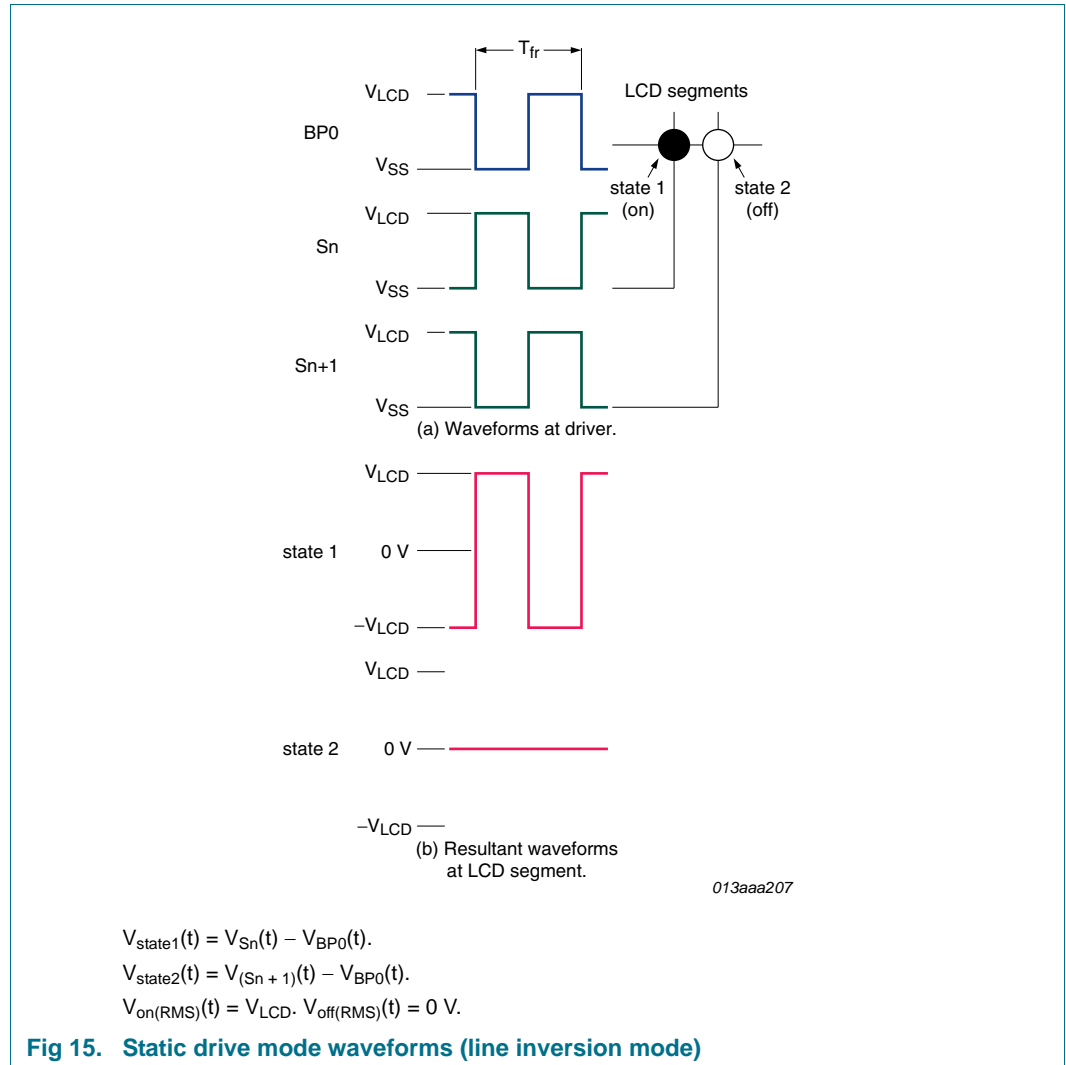 T_fr
V_LCD
LCD segments
BP0
V_SS
state 1
(on)
state 2
(off)
V_LCD
Sn
V_SS
V_LCD
Sn+1
V_SS
(a) Waveforms at driver.
V_LCD
state 1
0 V
−V_LCD
V_LCD
state 2
0 V
−V_LCD
(b) Resultant waveforms
at LCD segment.
013aaa207
V_state1(t) = V_Sn(t) − V_BP0(t).
V_state2(t) = V_(Sn + 1)(t) − V_BP0(t).
V_on(RMS)(t) = V_LCD. V_off(RMS)(t) = 0 V.
Fig 15. Static drive mode waveforms (line inversion mode)